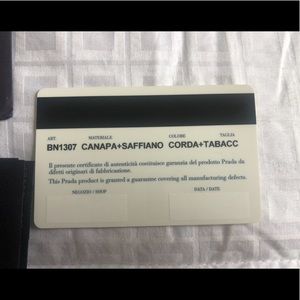 ART. MATERIALE COLORE TAGLIA
BN1307 CANAPA+SAFFIANO CORDA+TABACC
Il presente certificato di autenticità costituisce garanzia del prodotto Prada da
difetti originari di fabbricazione.
This Prada product is granted a guarantee covering all manufacturing defects.
NEGOZIO / SHOP DATA / DATE